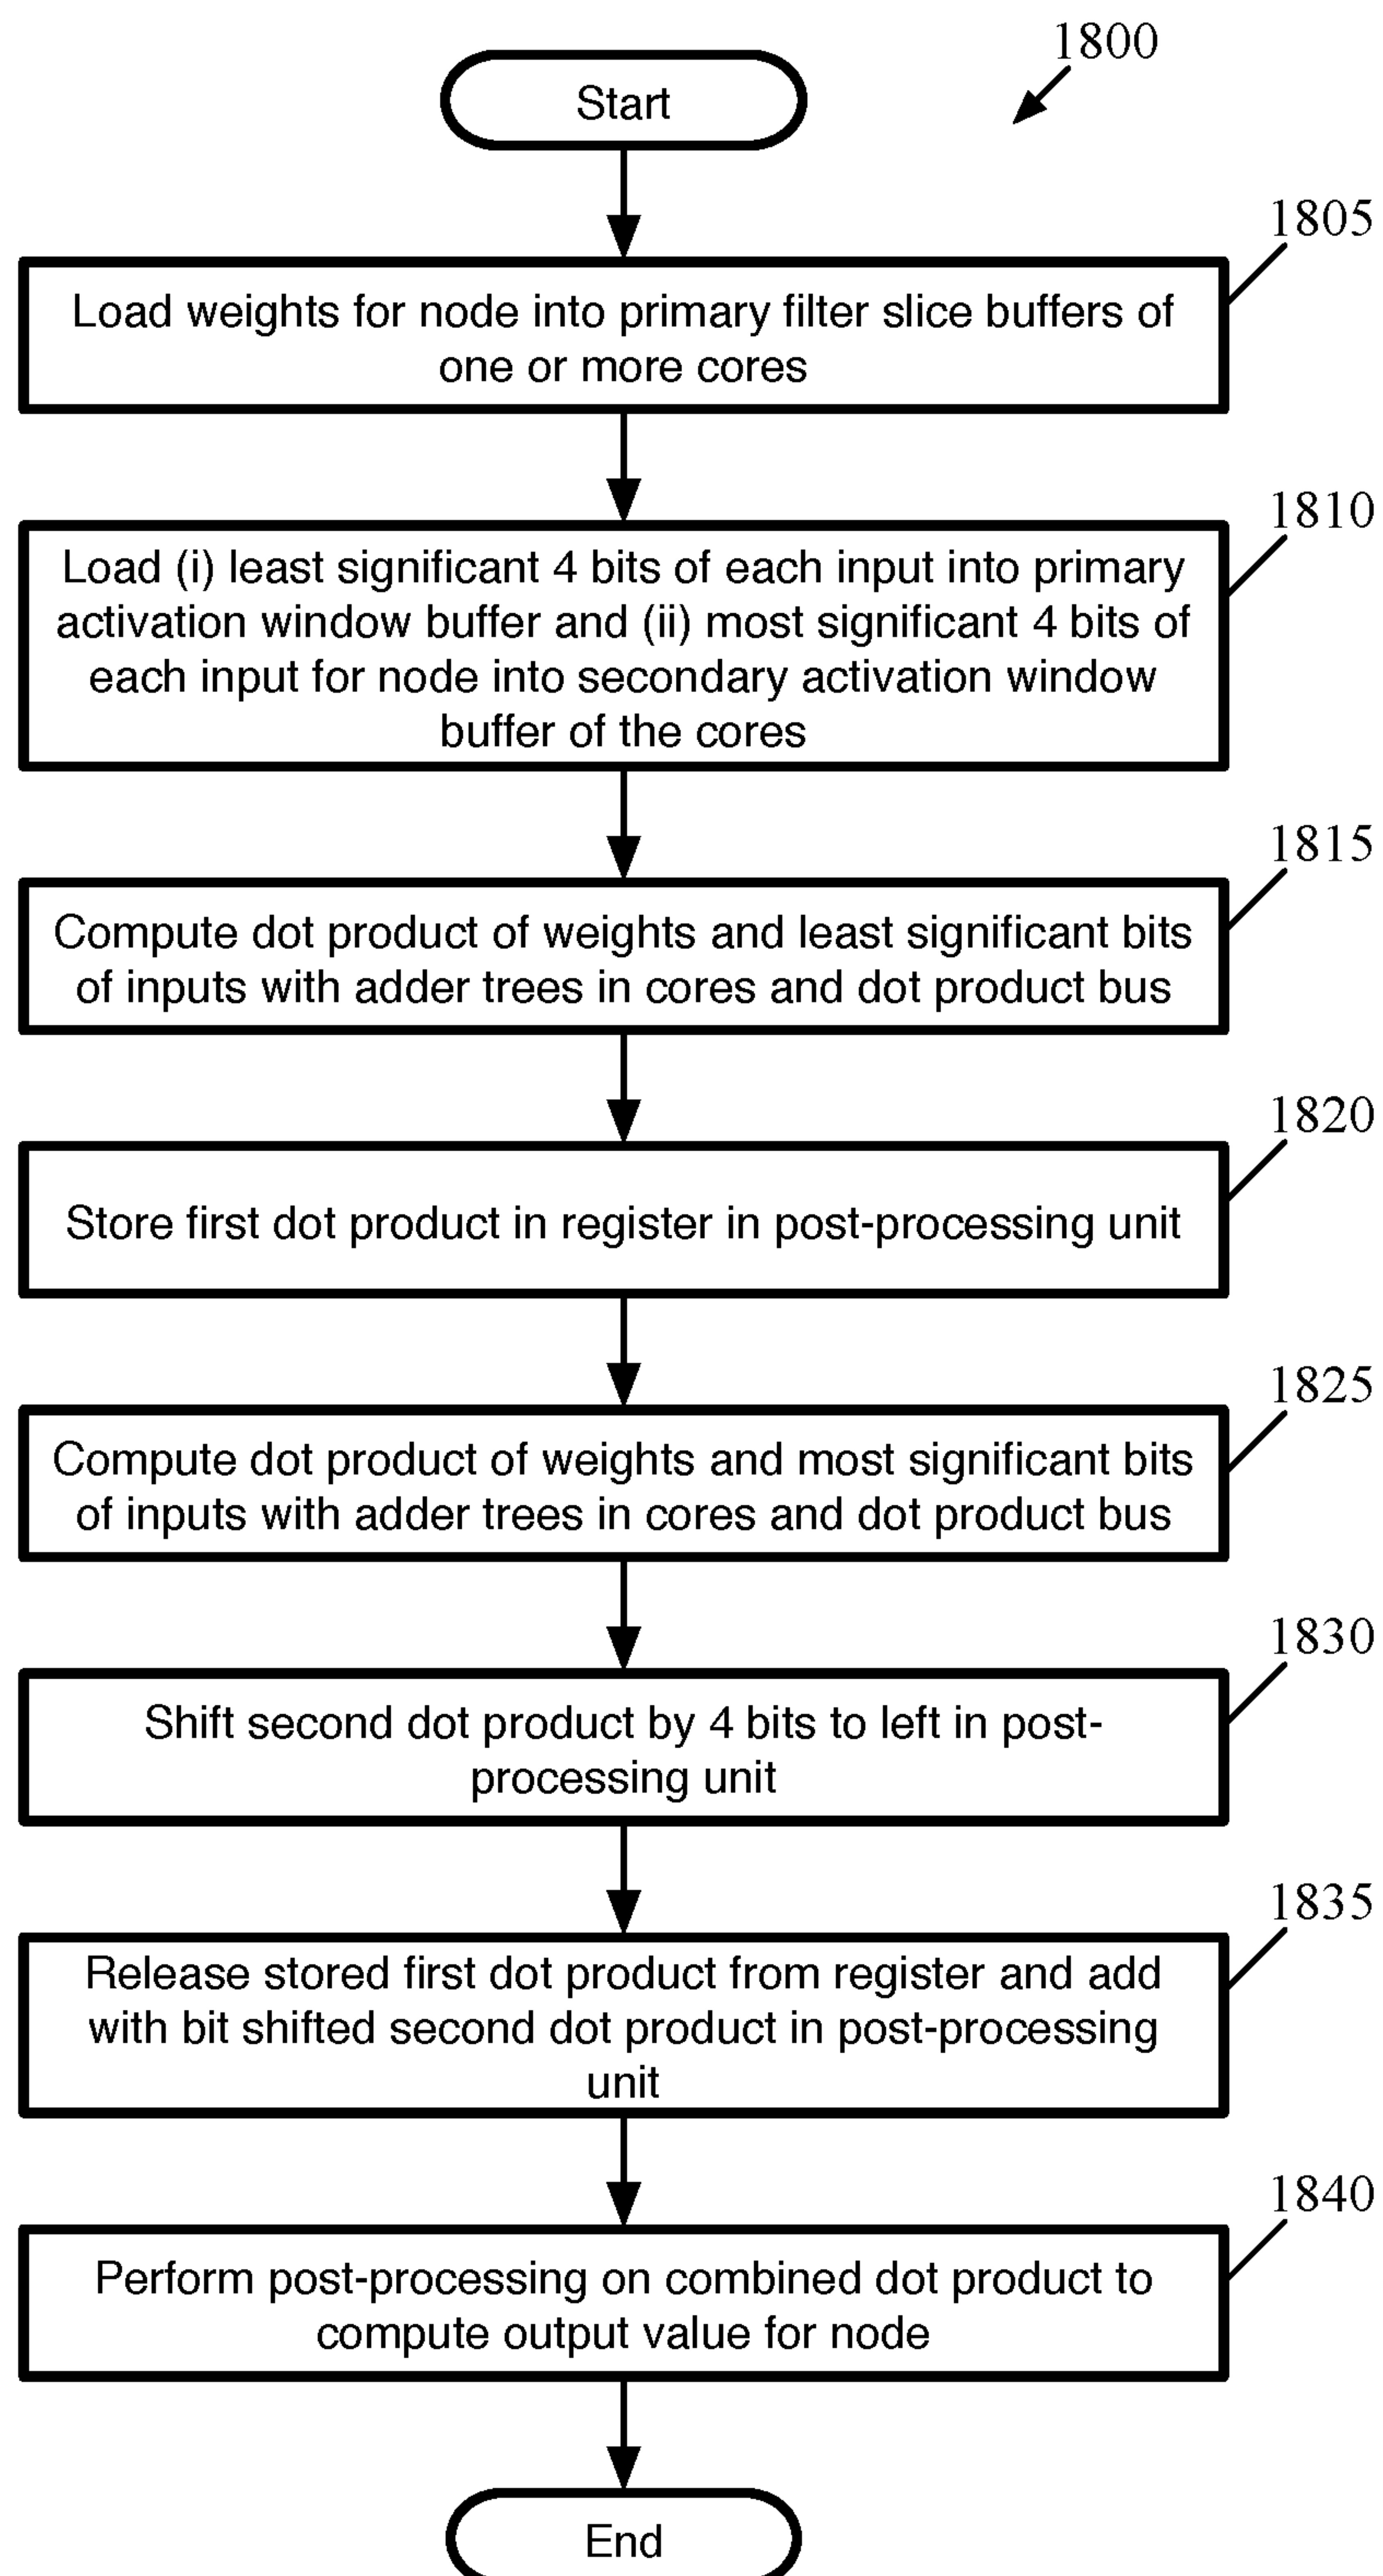 1800
Start
1805
Load weights for node into primary filter slice buffers of
one or more cores
1810
Load (i) least significant 4 bits of each input into primary
activation window buffer and (ii) most significant 4 bits of
each input for node into secondary activation window
buffer of the cores
1815
Compute dot product of weights and least significant bits
of inputs with adder trees in cores and dot product bus
1820
Store first dot product in register in post-processing unit
1825
Compute dot product of weights and most significant bits
of inputs with adder trees in cores and dot product bus
1830
Shift second dot product by 4 bits to left in post-
processing unit
1835
Release stored first dot product from register and add
with bit shifted second dot product in post-processing
unit
1840
Perform post-processing on combined dot product to
compute output value for node
End